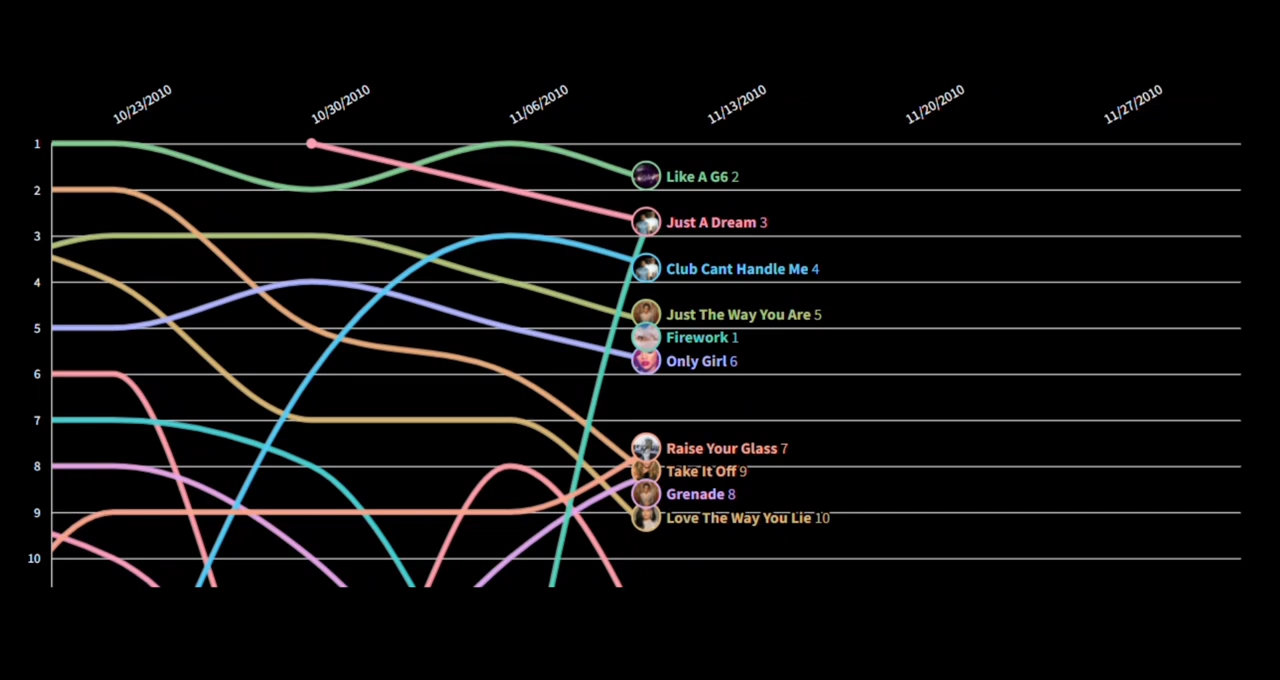 10/23/2010
10/30/2010
11/06/2010
11/13/2010
11/20/2010
11/27/2010
1
2
3
4
5
6
7
8
9
10
Like A G6 2
Just A Dream 3
Club Cant Handle Me 4
Just The Way You Are 5
Firework 1
Only Girl 6
Raise Your Glass 7
Take It Off 9
Grenade 8
Love The Way You Lie 10